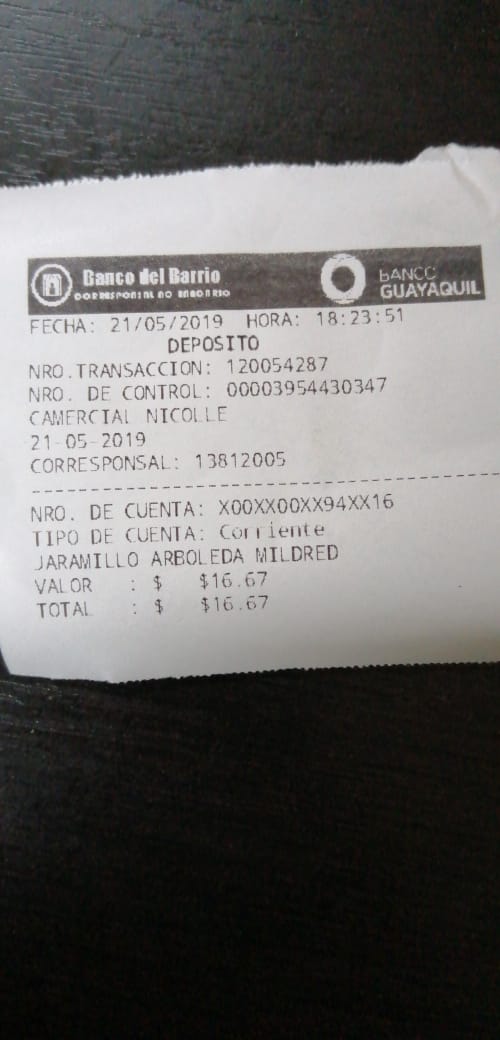 Banco del Barrio
CORRESPONSAL NO BANCARIO
BANCO
GUAYAQUIL
FECHA: 21/05/2019 HORA: 18:23:51
DEPOSITO
NRO.TRANSACCION: 120054287
NRO. DE CONTROL: 00003954430347
CAMERCIAL NICOLLE
21-05-2019
CORRESPONSAL: 13812005
NRO. DE CUENTA: X00XX00XX94XX16
TIPO DE CUENTA: Corriente
JARAMILLO ARBOLEDA MILDRED
VALOR : $ $16.67
TOTAL : $ $16.67